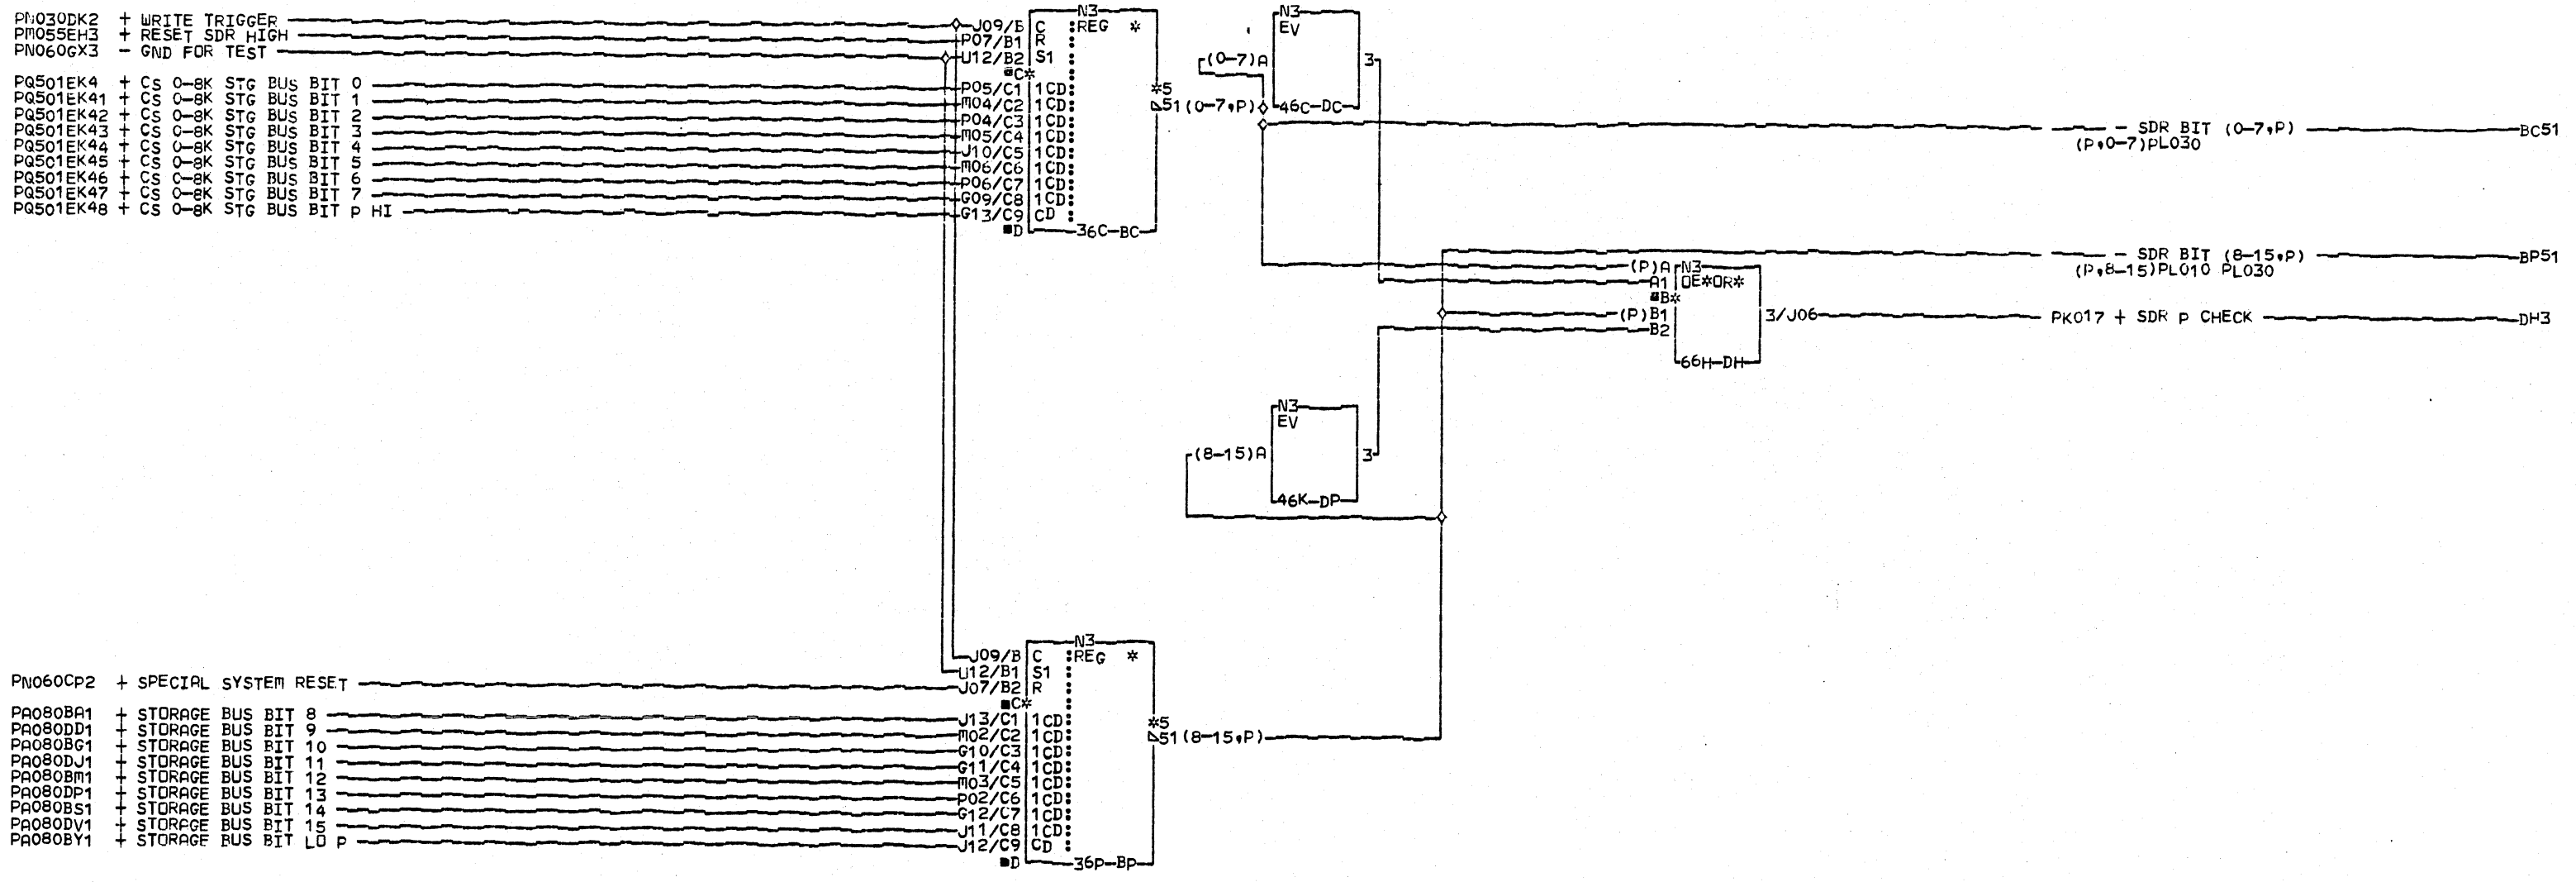 PN030DK2 + WRITE TRIGGER
PM055EH3 + RESET SDR HIGH
PN060GX3 - GND FOR TEST
PQ501EK4 + CS 0-8K STG BUS BIT 0
PQ501EK41 + CS 0-8K STG BUS BIT 1
PQ501EK42 + CS 0-8K STG BUS BIT 2
PQ501EK43 + CS 0-8K STG BUS BIT 3
PQ501EK44 + CS 0-8K STG BUS BIT 4
PQ501EK45 + CS 0-8K STG BUS BIT 5
PQ501EK46 + CS 0-8K STG BUS BIT 6
PQ501EK47 + CS 0-8K STG BUS BIT 7
PQ501EK48 + CS 0-8K STG BUS BIT P HI
N3
J09/B C REG *
P07/B1 R
U12/B2 S1
■C*
P05/C1 1CD
M04/C2 1CD
P04/C3 1CD
M05/C4 1CD
J10/C5 1CD
M06/C6 1CD
P06/C7 1CD
G09/C8 1CD
G13/C9 CD
■D
36C-BC
*5
51(0-7,P)
N3
EV
(0-7)A
3
46C-DC
- SDR BIT (0-7,P) BC51
(P,0-7)PL030
- SDR BIT (8-15,P) BP51
(P,8-15)PL010 PL030
(P)A N3
A1 OE*OR*
■B*
(P)B1
B2
3/J06
66H-DH
PK017 + SDR P CHECK DH3
N3
EV
(8-15)A
3
46K-DP
PN060CP2 + SPECIAL SYSTEM RESET
PA080BA1 + STORAGE BUS BIT 8
PA080DD1 + STORAGE BUS BIT 9
PA080BG1 + STORAGE BUS BIT 10
PA080DJ1 + STORAGE BUS BIT 11
PA080BM1 + STORAGE BUS BIT 12
PA080DP1 + STORAGE BUS BIT 13
PA080BS1 + STORAGE BUS BIT 14
PA080DV1 + STORAGE BUS BIT 15
PA080BY1 + STORAGE BUS BIT LO P
N3
J09/B C REG *
U12/B1 S1
J07/B2 R
■C*
J13/C1 1CD
M02/C2 1CD
G10/C3 1CD
G11/C4 1CD
M03/C5 1CD
P02/C6 1CD
G12/C7 1CD
J11/C8 1CD
J12/C9 CD
■D
36P-BP
*5
51(8-15,P)